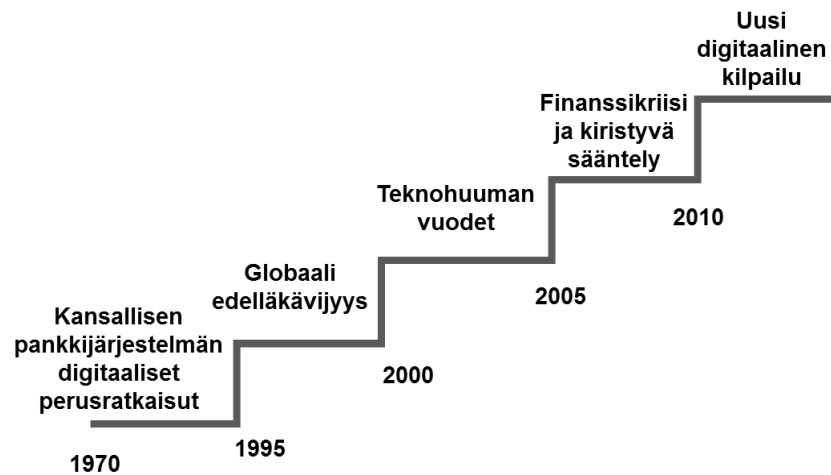 Uusi
digitaalinen
kilpailu
Finanssikriisi
ja kiristyvä
sääntely
2010
Teknohuuman
vuodet
2005
Globaali
edelläkävijyys
2000
Kansallisen
pankkijärjestelmän
digitaaliset
perusratkaisut
1995
1970